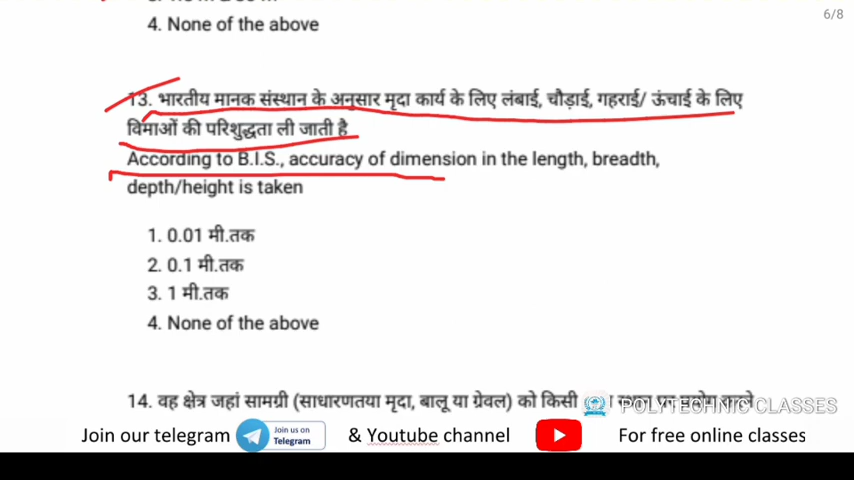 6/8
4. None of the above
13. भारतीय मानक संस्थान के अनुसार मृदा कार्य के लिए लंबाई, चौड़ाई, गहराई/ ऊंचाई के लिए
विमाओं की परिशुद्धता ली जाती है
According to B.I.S., accuracy of dimension in the length, breadth,
depth/height is taken
1. 0.01 मी.तक
2. 0.1 मी.तक
3. 1 मी.तक
4. None of the above
14. वह क्षेत्र जहां सामग्री (साधारणतया मृदा, बालू या ग्रेवल) को किसी
POLYTECHNIC CLASSES
Join our telegram Join us on Telegram & Youtube channel For free online classes